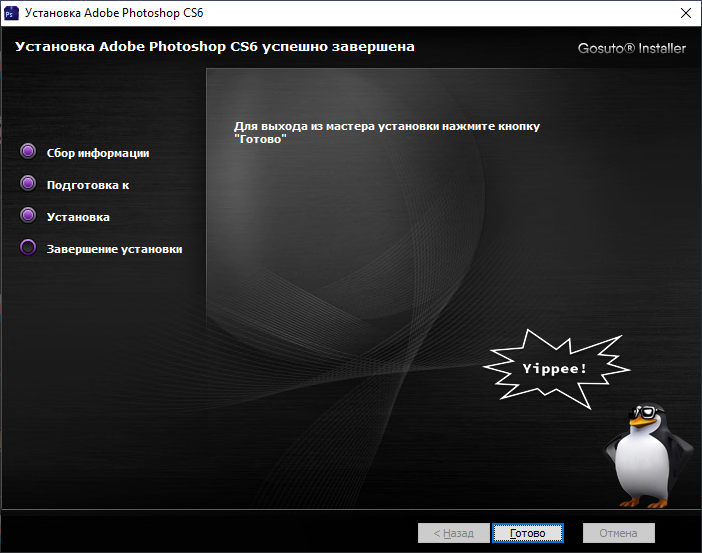 Ps Установка Adobe Photoshop CS6
Установка Adobe Photoshop CS6 успешно завершена
Gosuto® Installer
Для выхода из мастера установки нажмите кнопку
"Готово"
Сбор информации
Подготовка к
Установка
Завершение установки
Yippee!
< Назад
Готово
Отмена